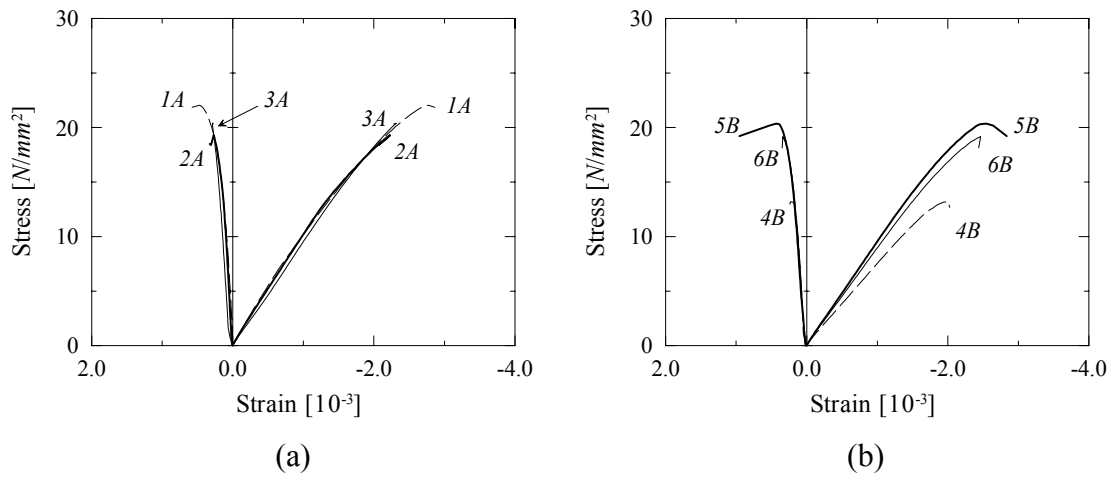 30
20
10
0
Stress [N/mm²]
1A
3A
2A
3A
1A
2A
2.0 0.0 -2.0 -4.0
Strain [10⁻³]
(a)
30
20
10
0
Stress [N/mm²]
5B
6B
4B
5B
6B
4B
2.0 0.0 -2.0 -4.0
Strain [10⁻³]
(b)